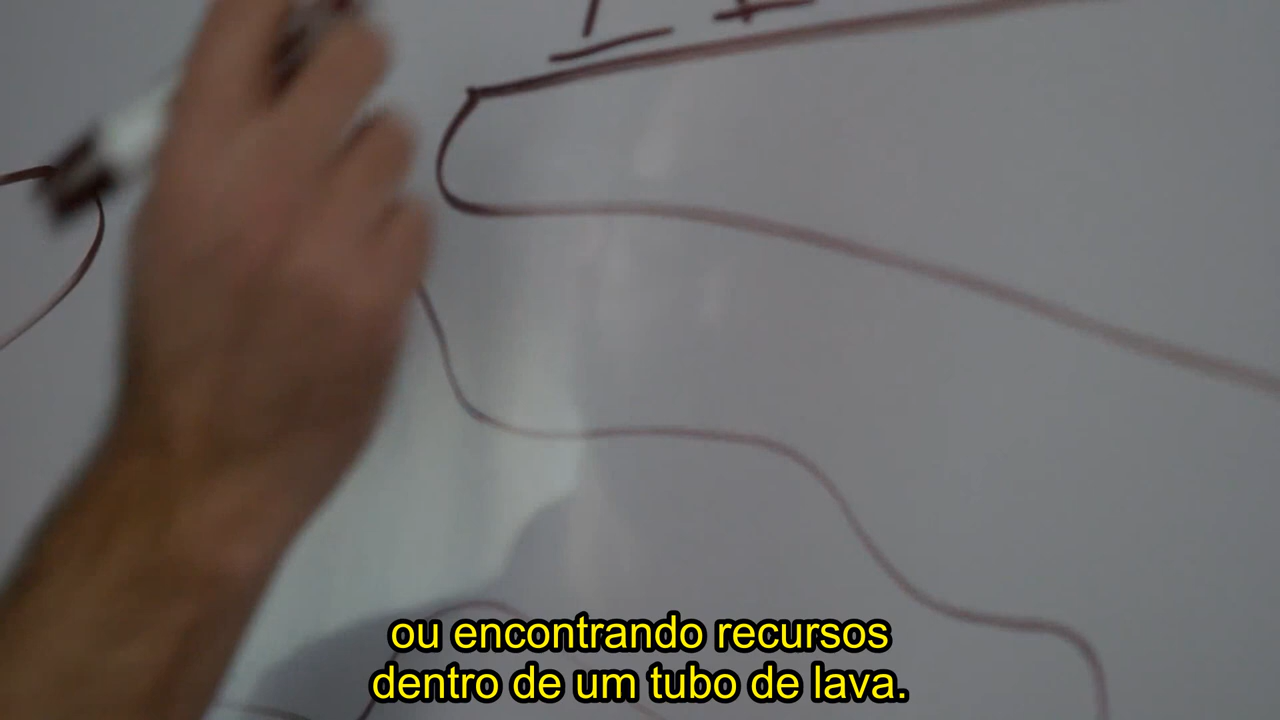 ou encontrando recursos
dentro de um tubo de lava.